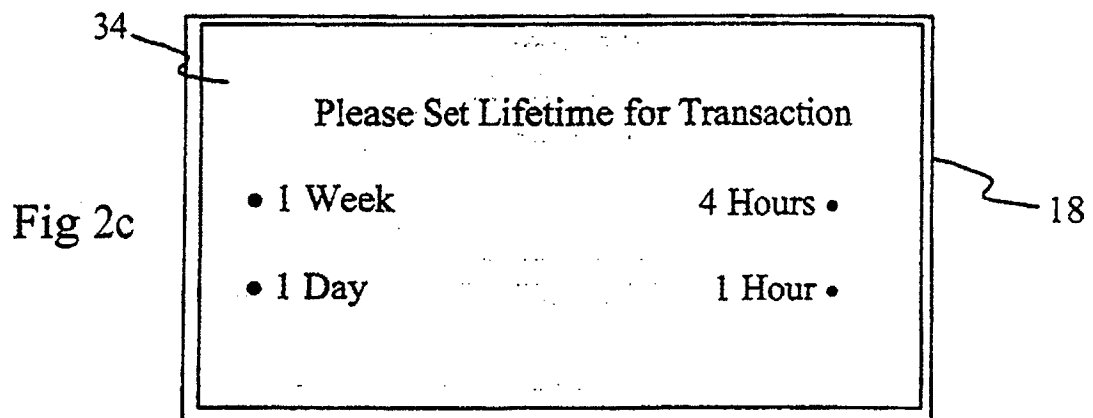 34
Please Set Lifetime for Transaction
• 1 Week 4 Hours •
18
Fig 2c
• 1 Day 1 Hour •